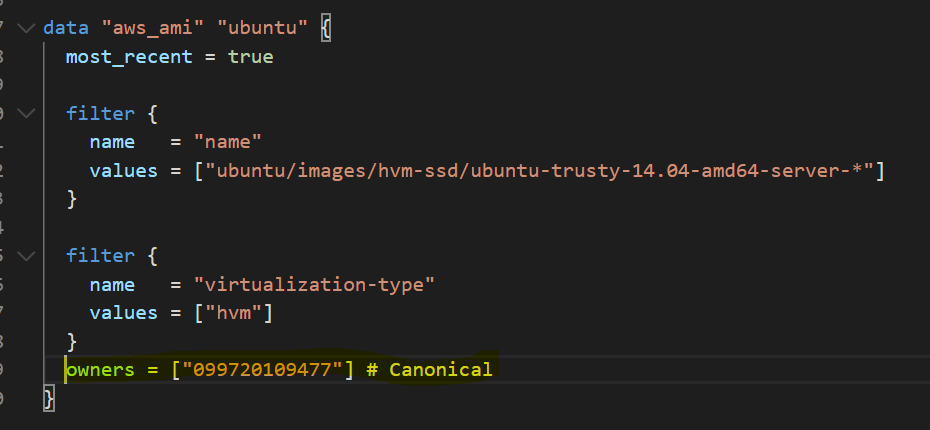 data "aws_ami" "ubuntu" {
  most_recent = true

  filter {
    name   = "name"
    values = ["ubuntu/images/hvm-ssd/ubuntu-trusty-14.04-amd64-server-*"]
  }

  filter {
    name   = "virtualization-type"
    values = ["hvm"]
  }
  owners = ["099720109477"] # Canonical
}